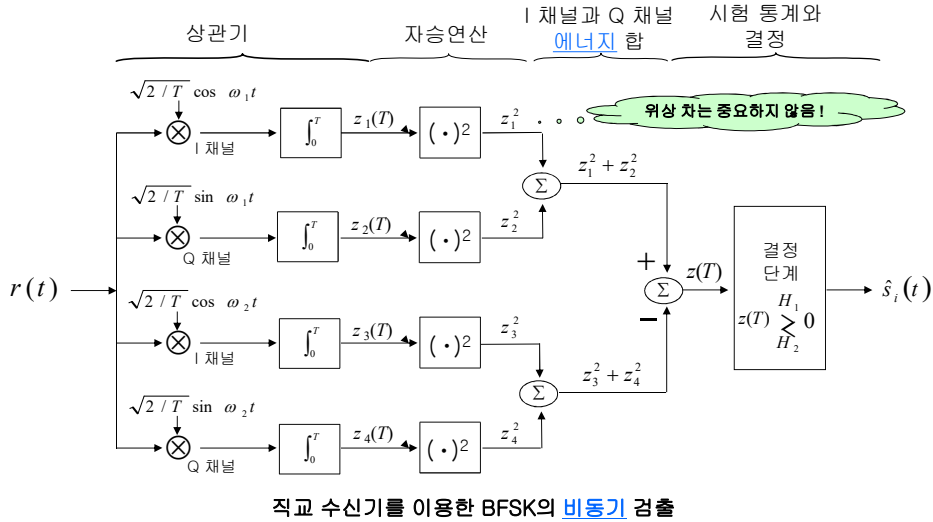 상관기
자승연산
I 채널과 Q 채널
에너지 합
시험 통계와
결정
위상 차는 중요하지 않음 !
√2 / T cos ω₁t
I 채널
∫₀ᵀ
z₁(T)
(·)²
z₁²
√2 / T sin ω₁t
Q 채널
∫₀ᵀ
z₂(T)
(·)²
z₂²
Σ
z₁² + z₂²
r(t)
√2 / T cos ω₂t
I 채널
∫₀ᵀ
z₃(T)
(·)²
z₃²
√2 / T sin ω₂t
Q 채널
∫₀ᵀ
z₄(T)
(·)²
z₄²
Σ
z₃² + z₄²
+
Σ
−
z(T)
결정
단계
H₁
z(T) ≷ 0
H₂
ŝᵢ(t)
직교 수신기를 이용한 BFSK의 비동기 검출